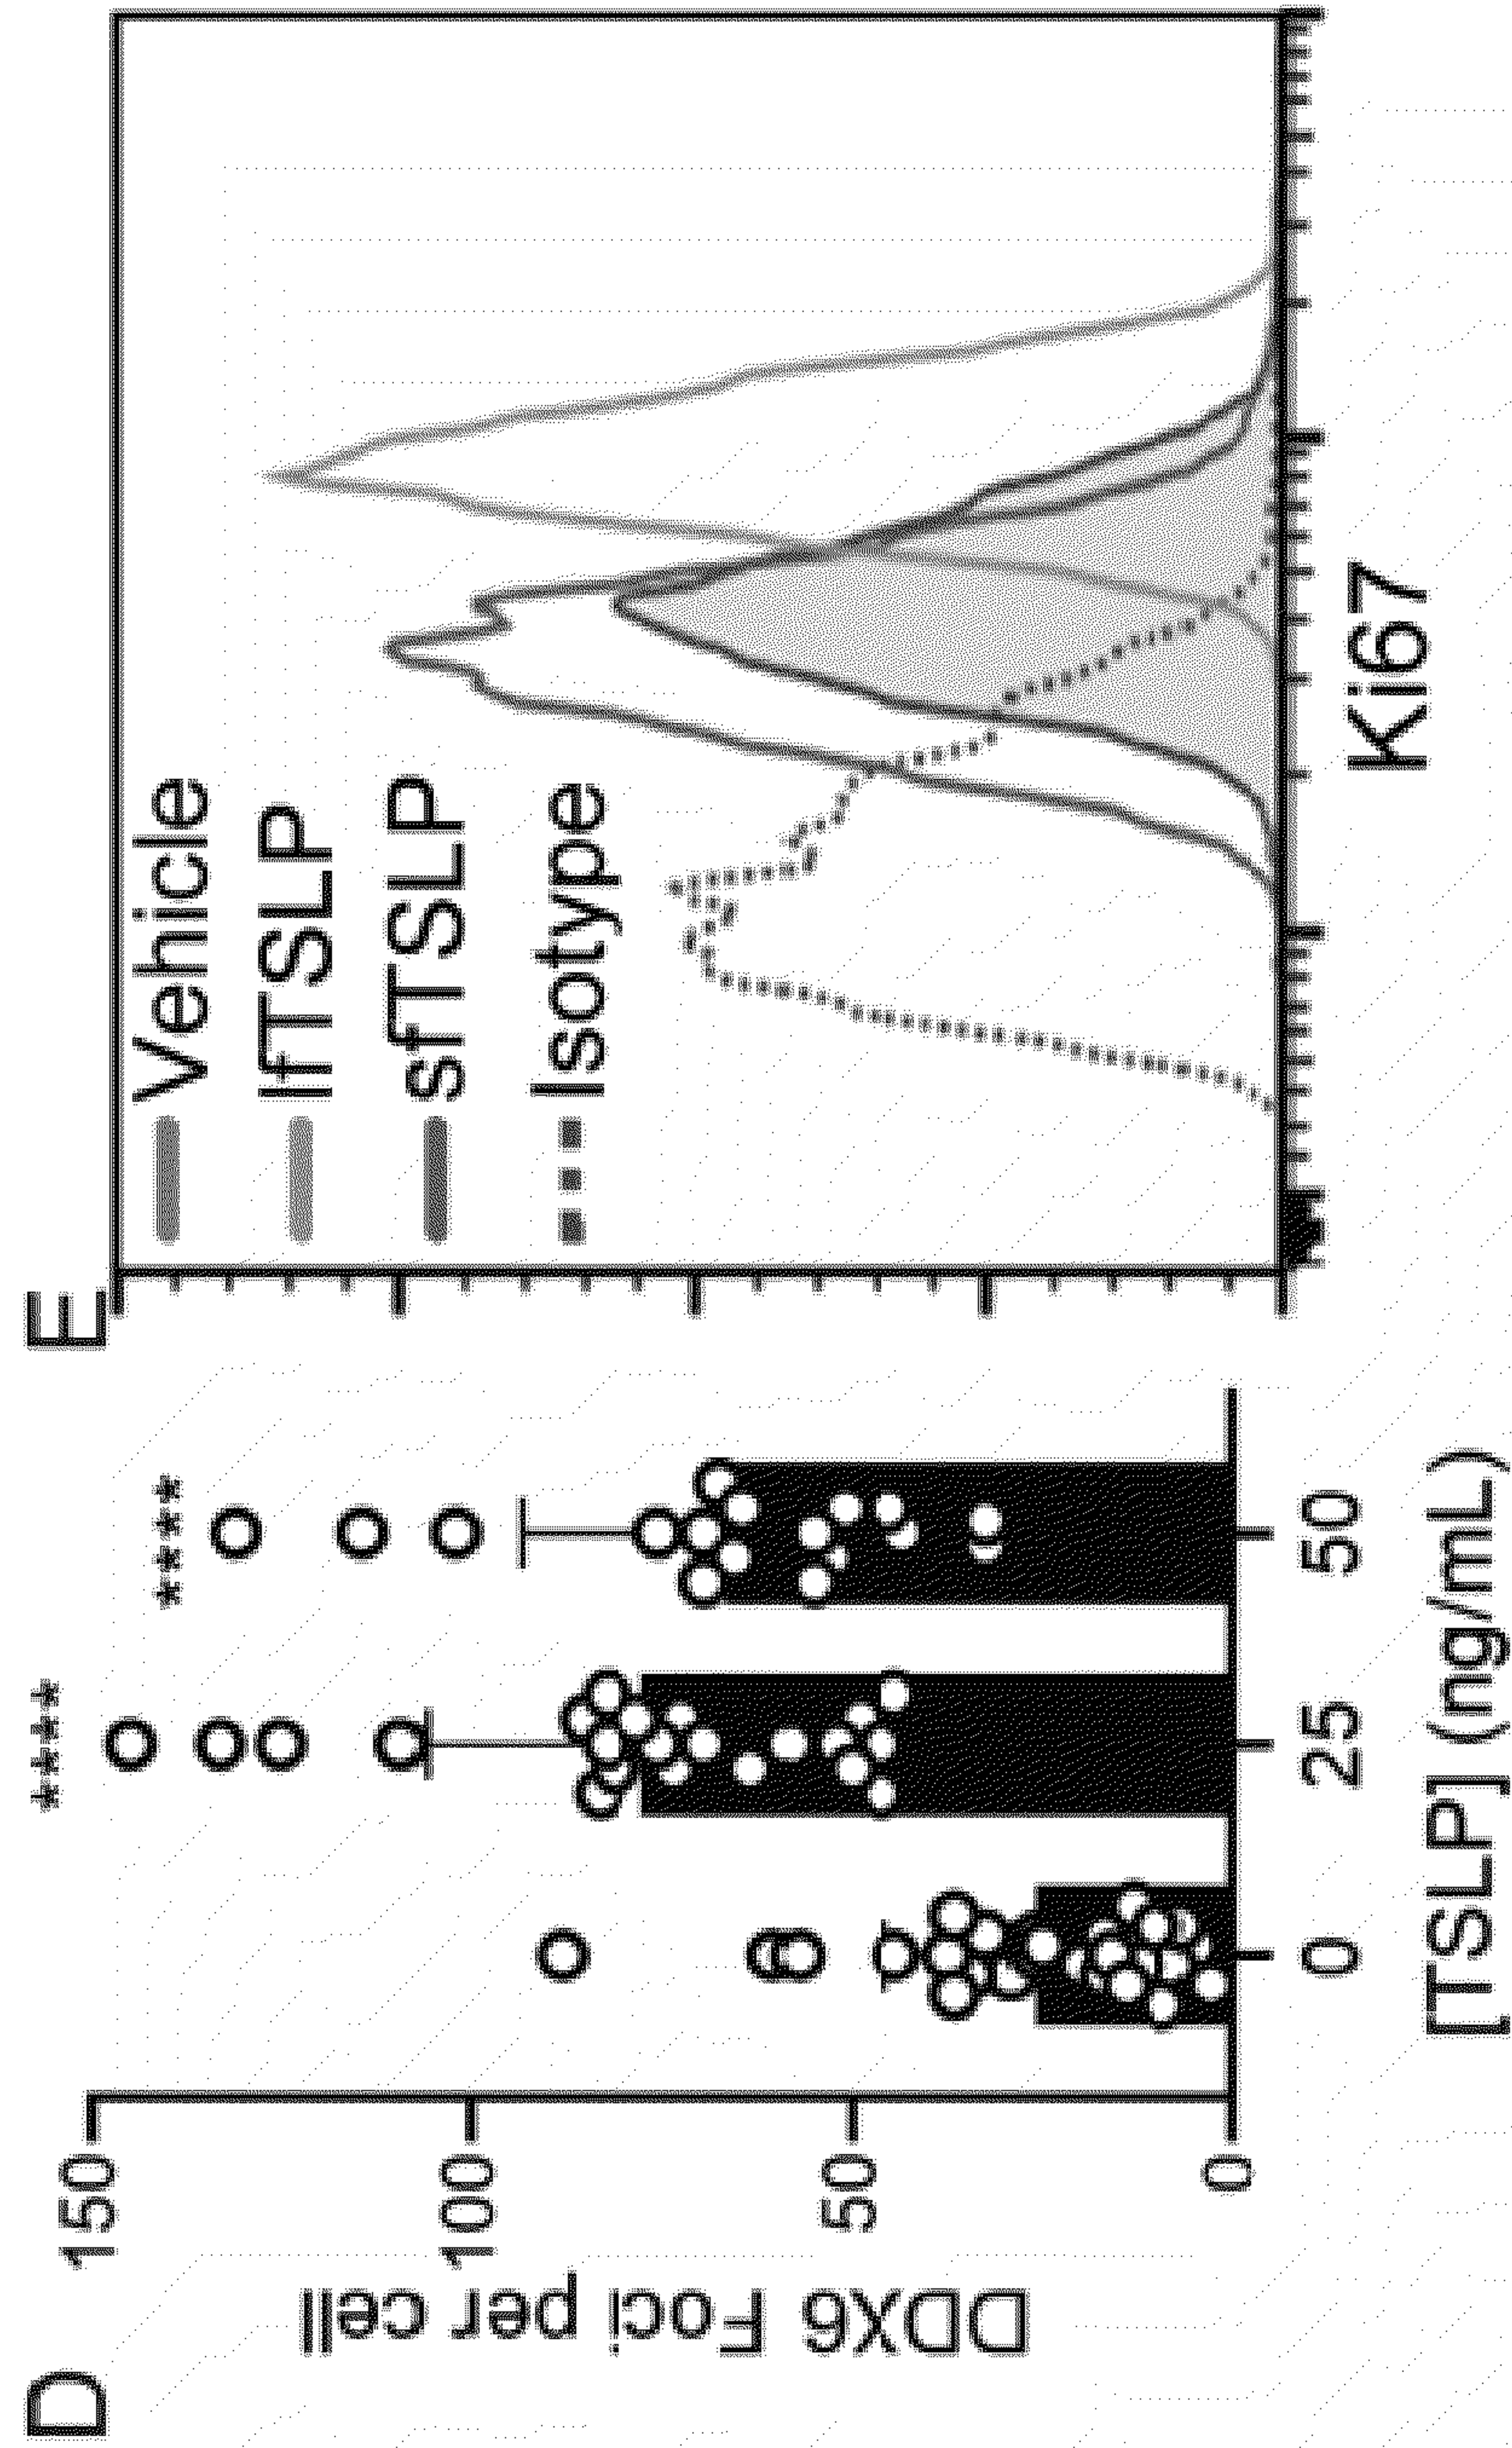 D
DDX6 Foci per cell
150
100
50
0
****
****
0
25
50
[TSLP] (ng/mL)
E
Vehicle
lfTSLP
sfTSLP
Isotype
Ki67